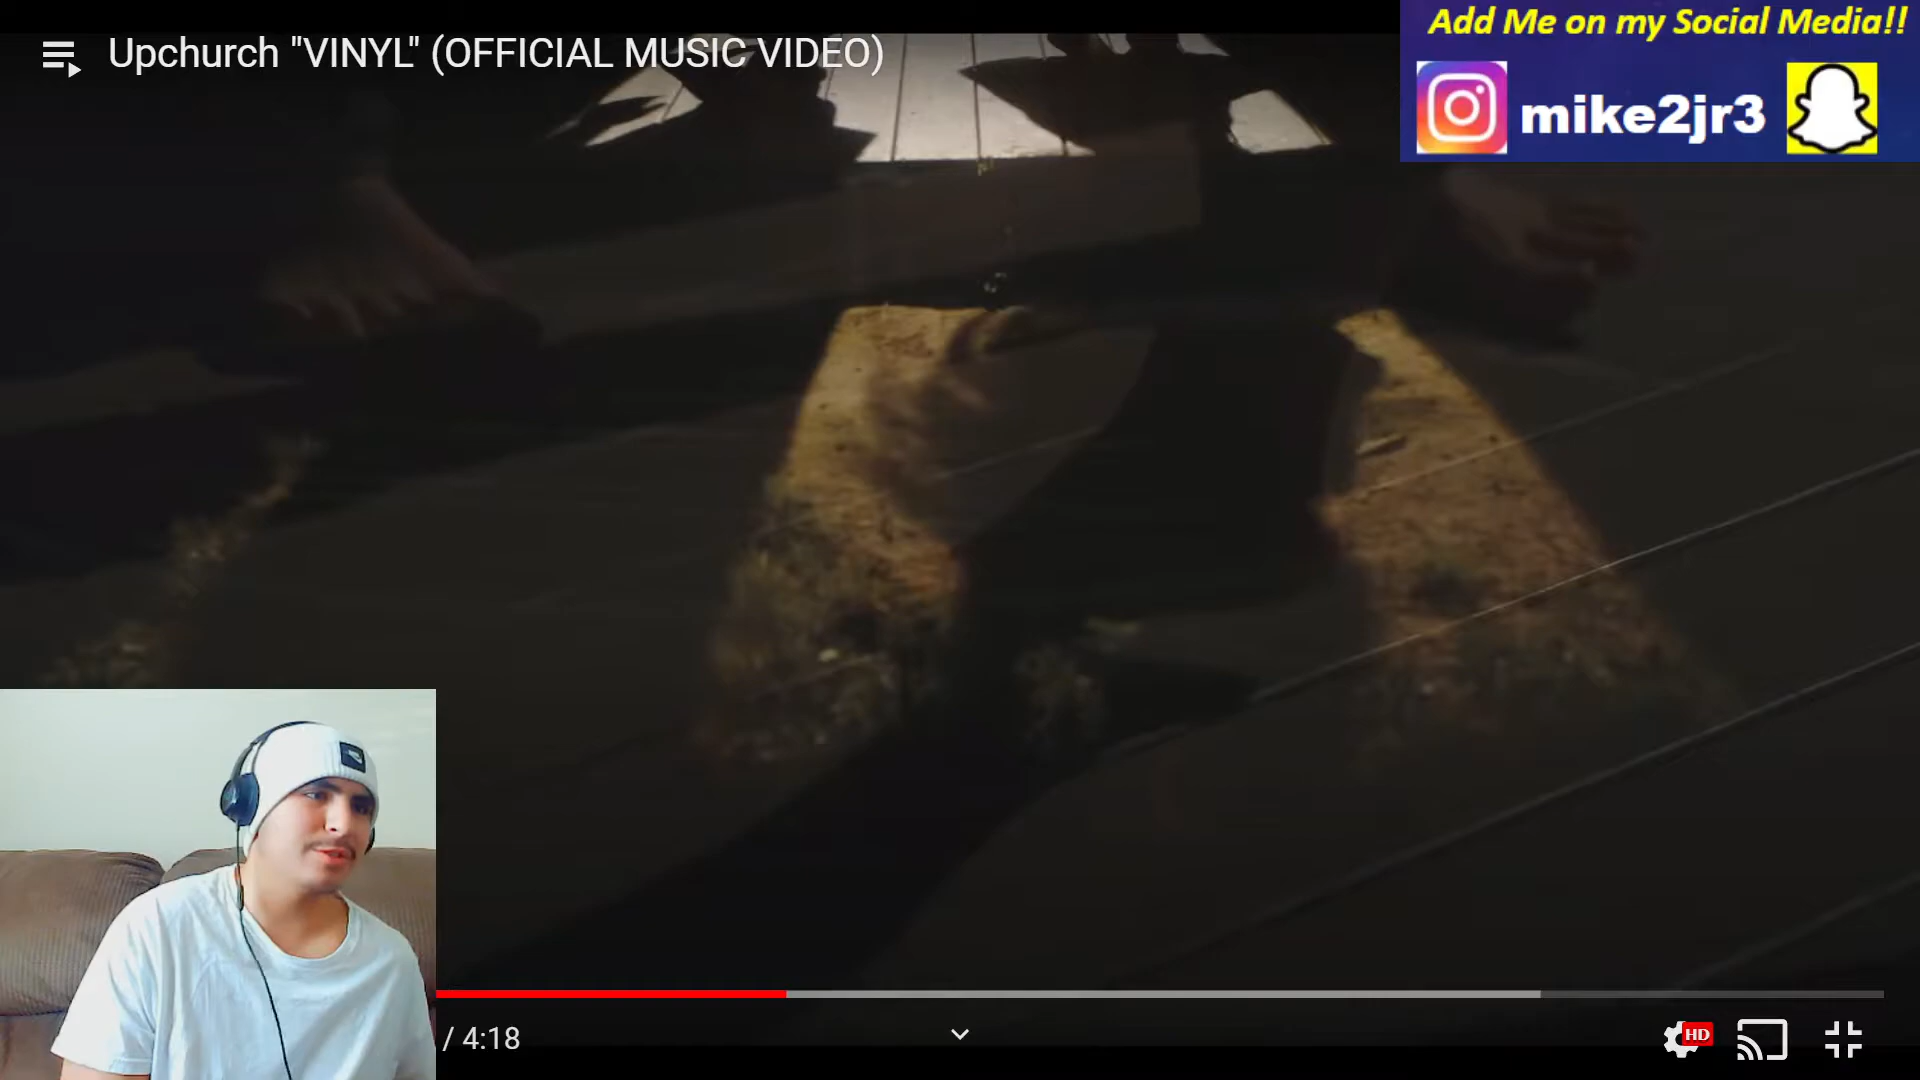 Upchurch "VINYL" (OFFICIAL MUSIC VIDEO)
Add Me on my Social Media!!
mike2jr3
/ 4:18
HD